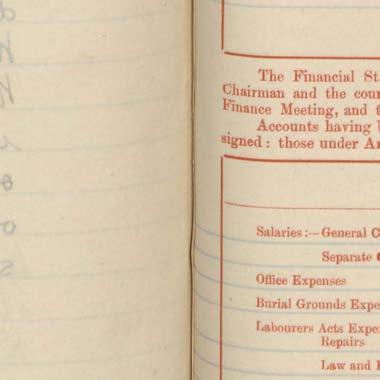 The Financial St
Chairman and the cou
Finance Meeting, and t
Accounts having
signed: those under A
Salaries:—General C
Separate
Office Expenses
Burial Grounds Expe
Labourers Acts Expe
Repairs
Law and